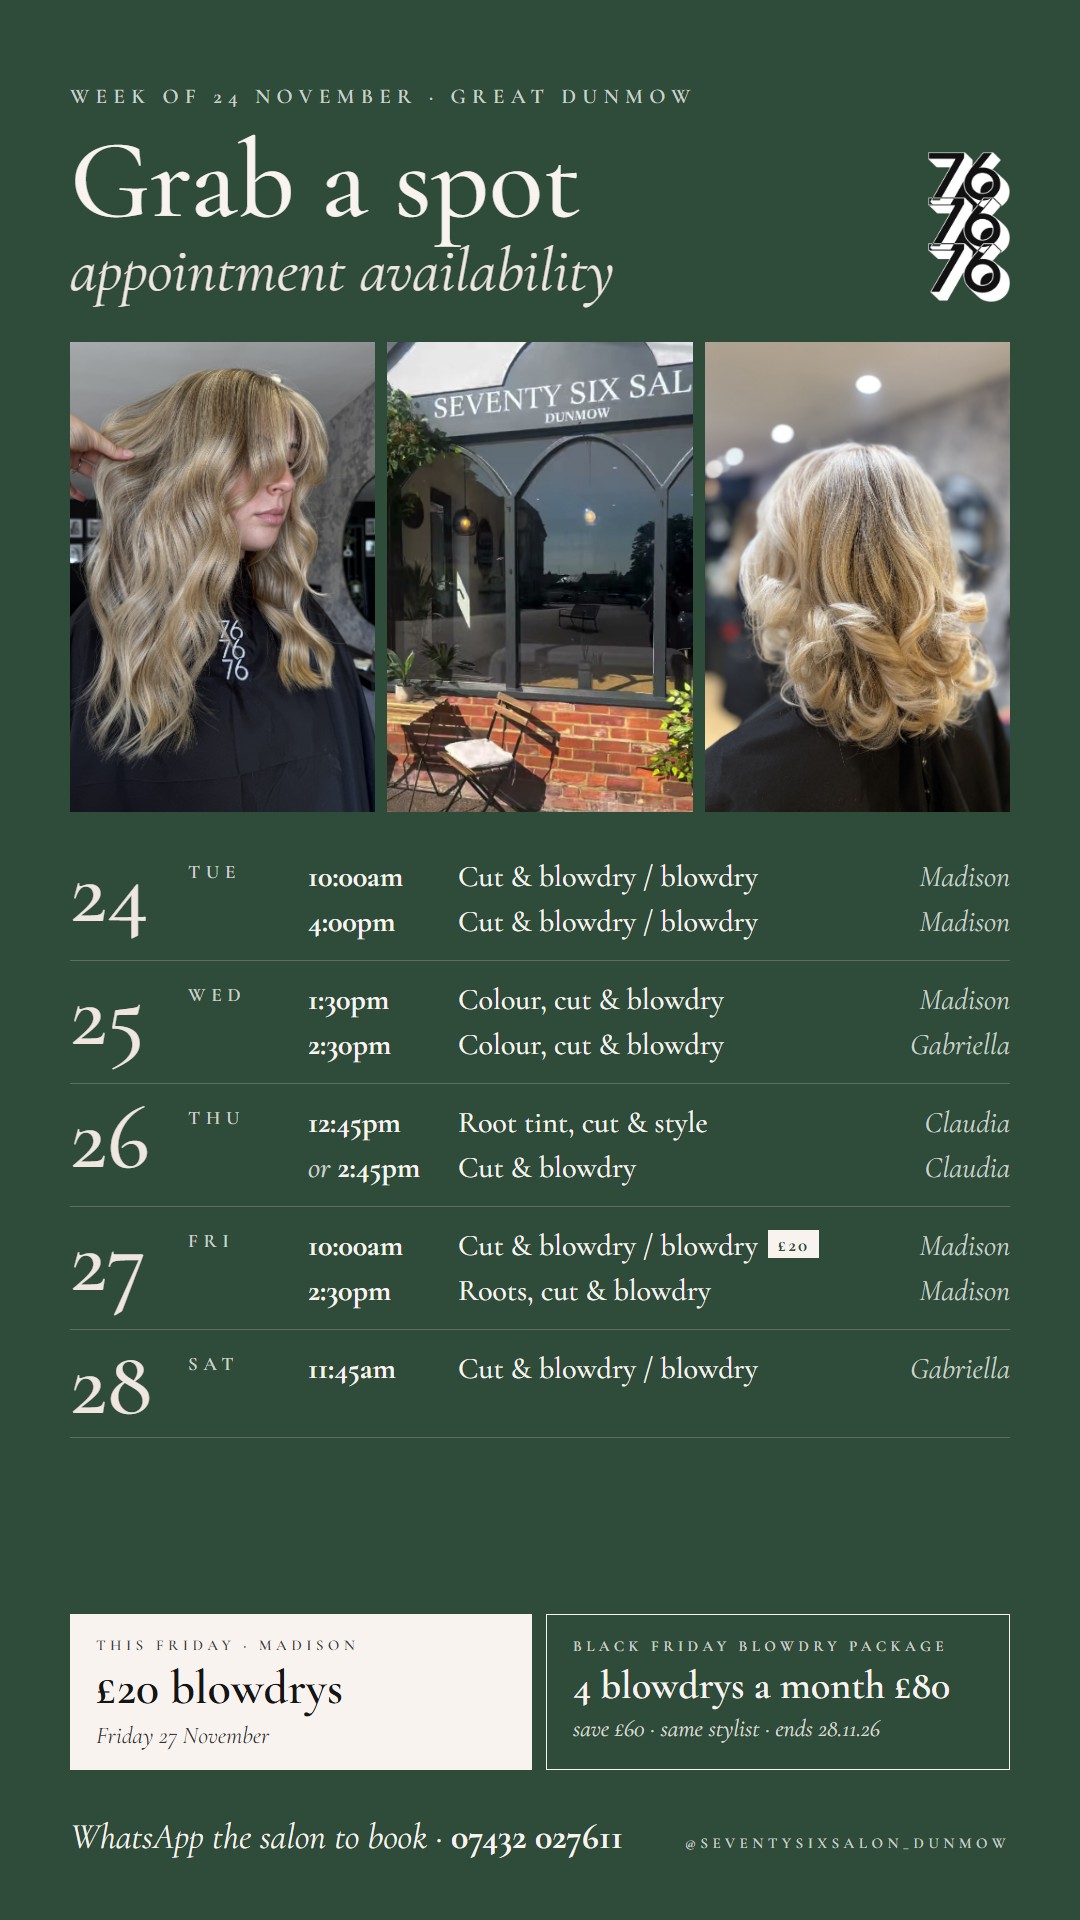 WEEK OF 24 NOVEMBER · GREAT DUNMOW
Grab a spot
appointment availability
76
76
76
SEVENTY SIX SAL
DUNMOW
76
76
76
24 TUE 10:00am Cut & blowdry / blowdry Madison
4:00pm Cut & blowdry / blowdry Madison
25 WED 1:30pm Colour, cut & blowdry Madison
2:30pm Colour, cut & blowdry Gabriella
26 THU 12:45pm Root tint, cut & style Claudia
or 2:45pm Cut & blowdry Claudia
27 FRI 10:00am Cut & blowdry / blowdry £20 Madison
2:30pm Roots, cut & blowdry Madison
28 SAT 11:45am Cut & blowdry / blowdry Gabriella
THIS FRIDAY · MADISON
£20 blowdrys
Friday 27 November
BLACK FRIDAY BLOWDRY PACKAGE
4 blowdrys a month £80
save £60 · same stylist · ends 28.11.26
WhatsApp the salon to book · 07432 027611
@SEVENTYSIXSALON_DUNMOW